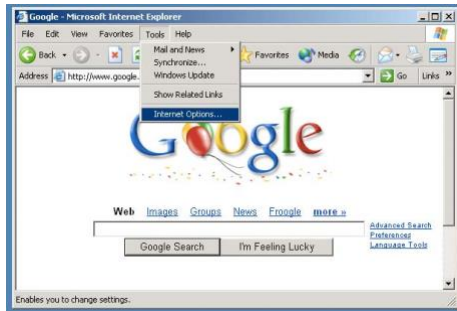 Google - Microsoft Internet Explorer
File Edit View Favorites Tools Help
Back Favorites Media
Mail and News
Synchronize...
Windows Update
Show Related Links
Internet Options...
Address http://www.google. Go Links »
Google
Web Images Groups News Froogle more »
Advanced Search
Preferences
Language Tools
Google Search I'm Feeling Lucky
Enables you to change settings.